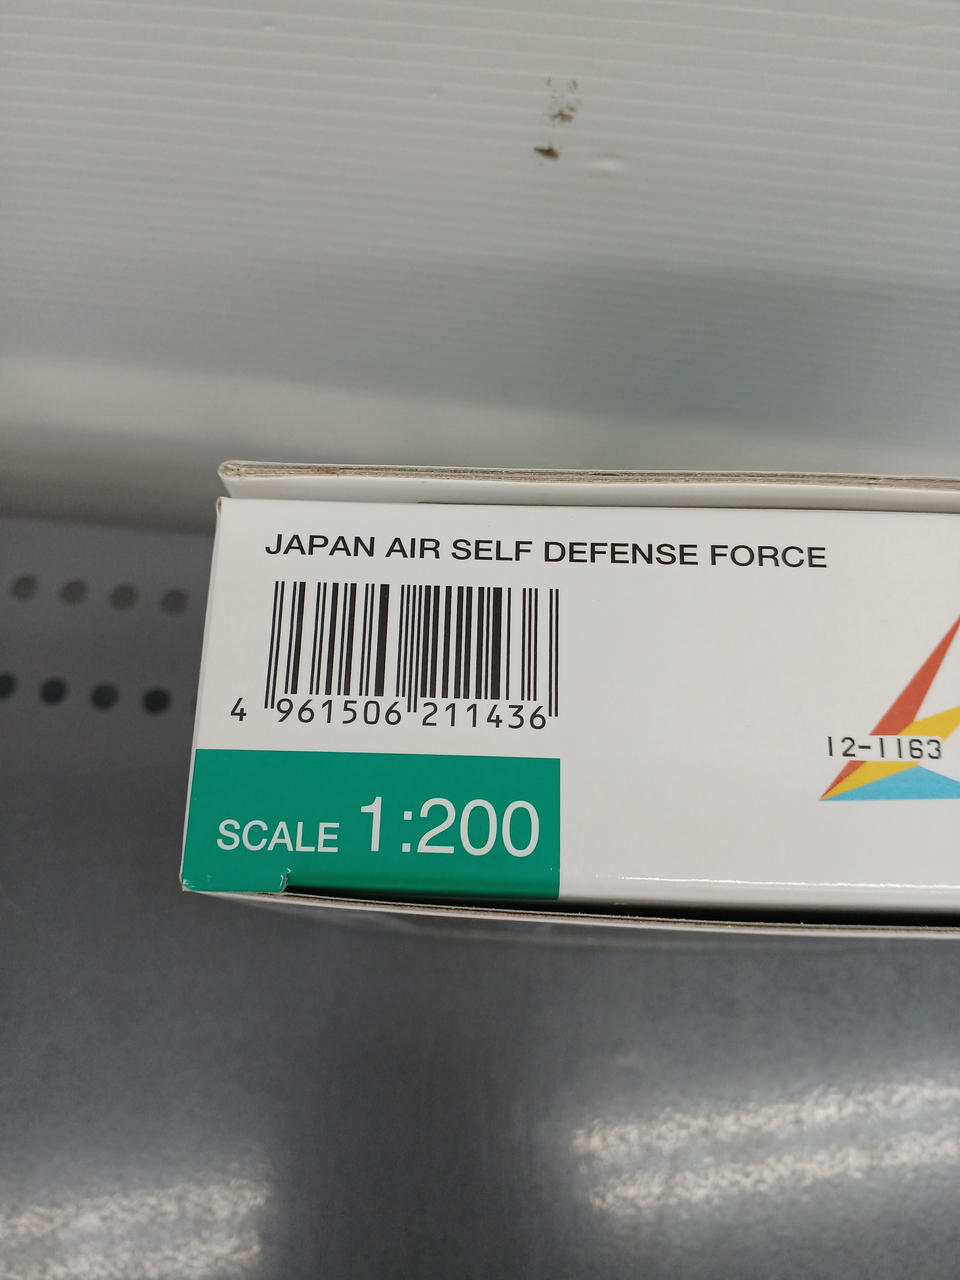 JAPAN AIR SELF DEFENSE FORCE
4 961506 211436
12-1163
SCALE 1:200